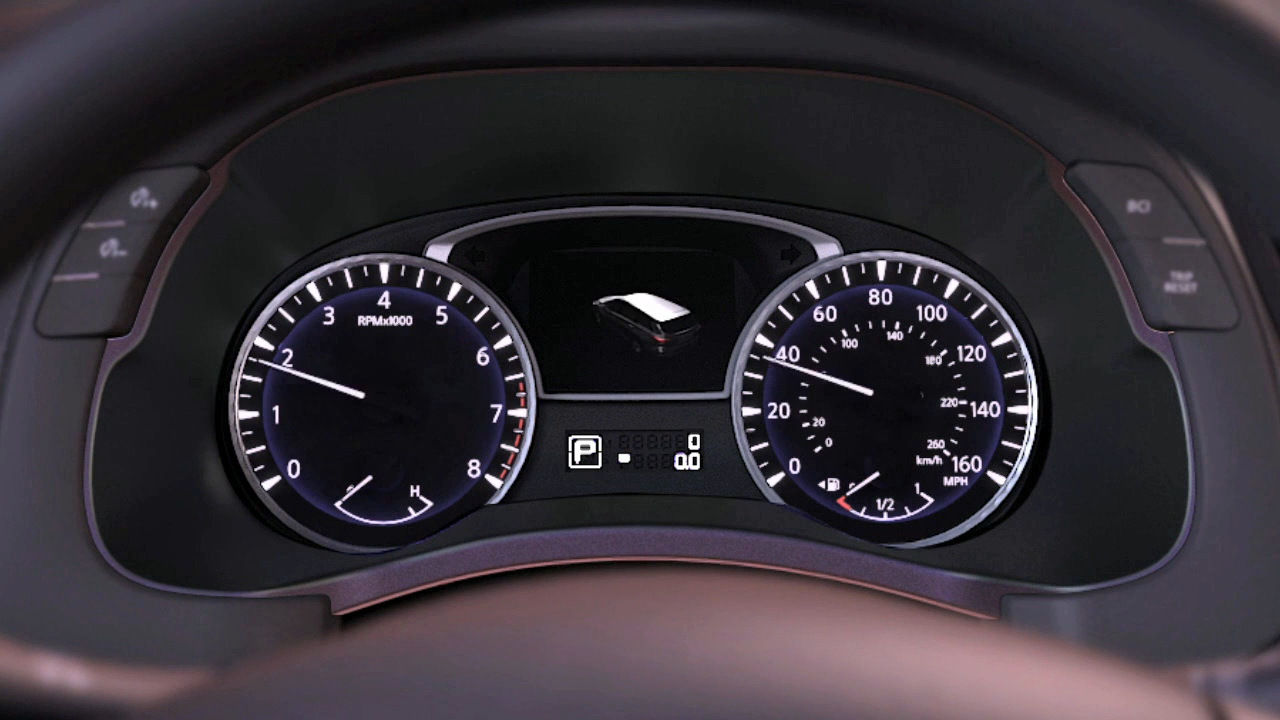 0 1 2 3 4 5 6 7 8
RPMx1000
H
P
0
0.0
0 20 40 60 80 100 120 140 160
MPH
0 20 100 140 180 220 260
km/h
1/2 1
TRIP
RESET